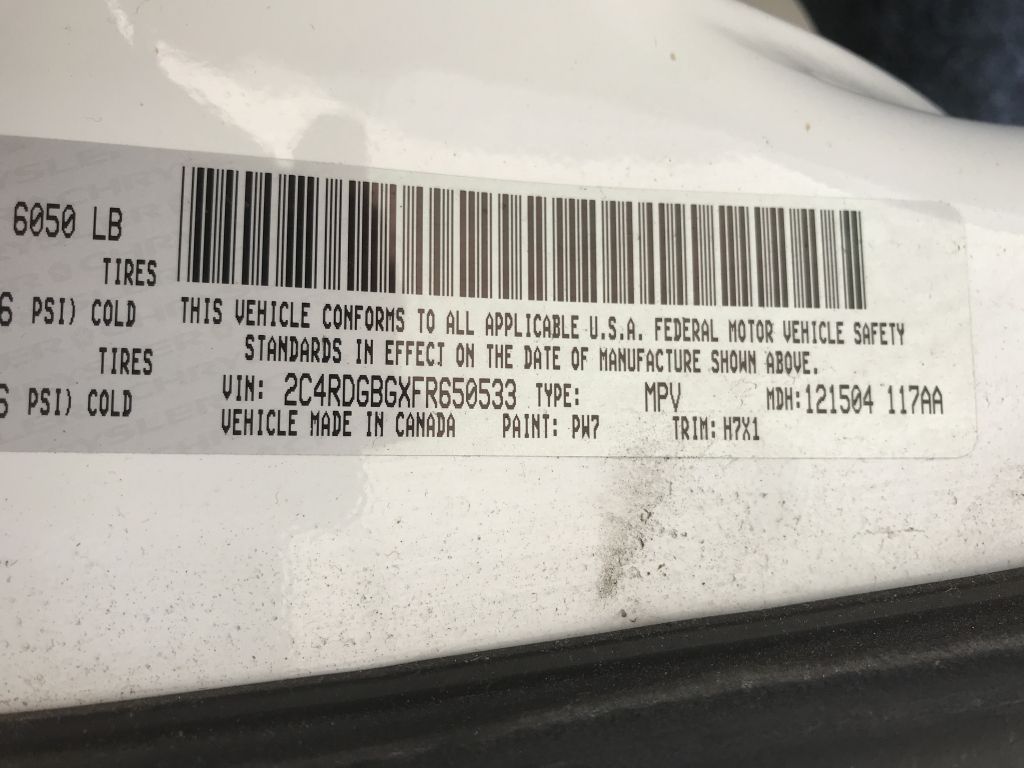 6050 LB
TIRES
6 PSI) COLD
TIRES
6 PSI) COLD
THIS VEHICLE CONFORMS TO ALL APPLICABLE U.S.A. FEDERAL MOTOR VEHICLE SAFETY
STANDARDS IN EFFECT ON THE DATE OF MANUFACTURE SHOWN ABOVE.
VIN: 2C4RDGBGXFR650533 TYPE: MPV MDH:121504 117AA
VEHICLE MADE IN CANADA PAINT: PW7 TRIM: H7X1